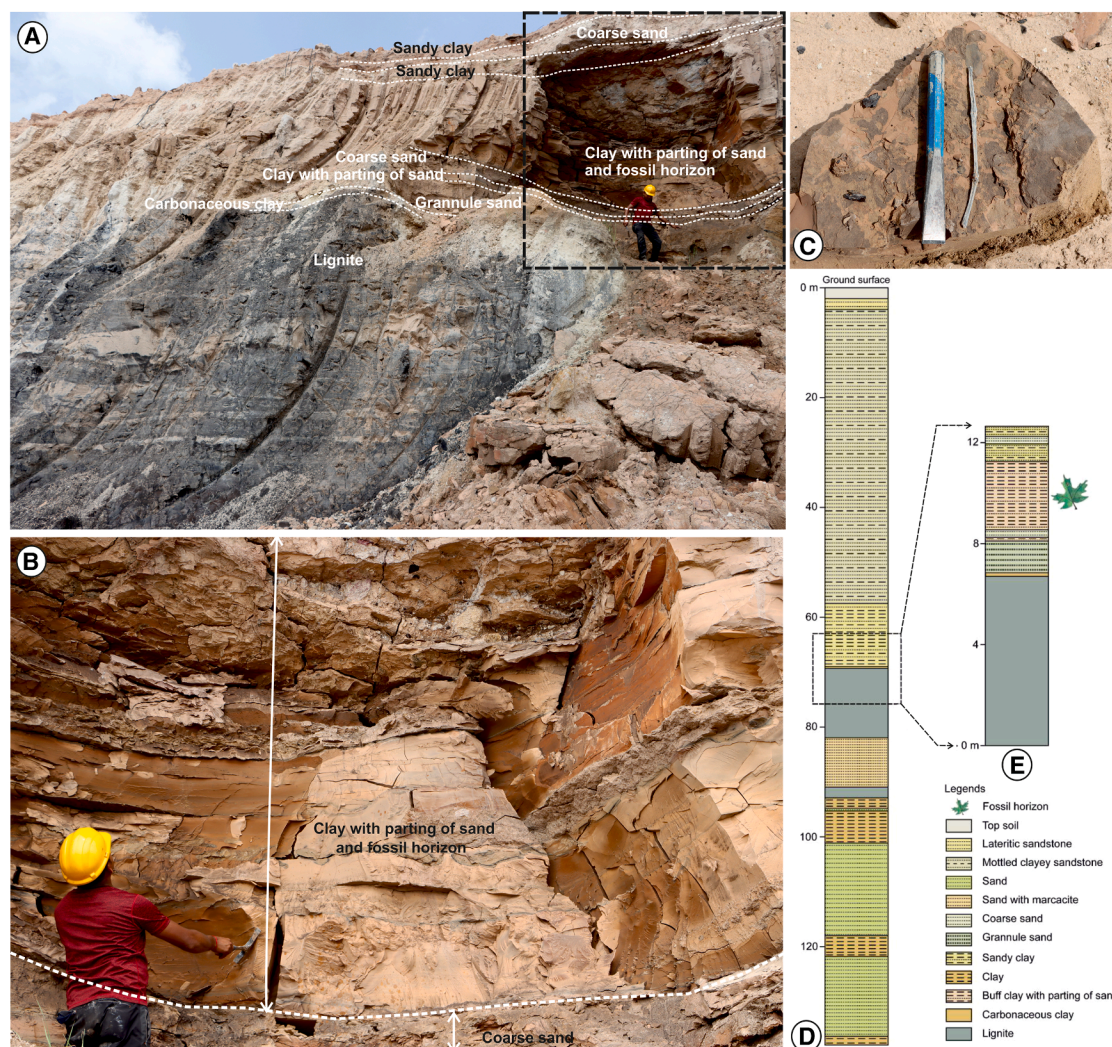 A
Coarse sand
Sandy clay
Sandy clay
Coarse sand
Clay with parting of sand
Clay with parting of sand
and fossil horizon
Carbonaceous clay
Grannule sand
Lignite
B
Clay with parting of sand
and fossil horizon
Coarse sand
C
Ground surface
0 m
20
40
60
80
100
120
D
12
8
4
0 m
E
Legends
Fossil horizon
Top soil
Lateritic sandstone
Mottled clayey sandstone
Sand
Sand with marcacite
Coarse sand
Grannule sand
Sandy clay
Clay
Buff clay with parting of san
Carbonaceous clay
Lignite